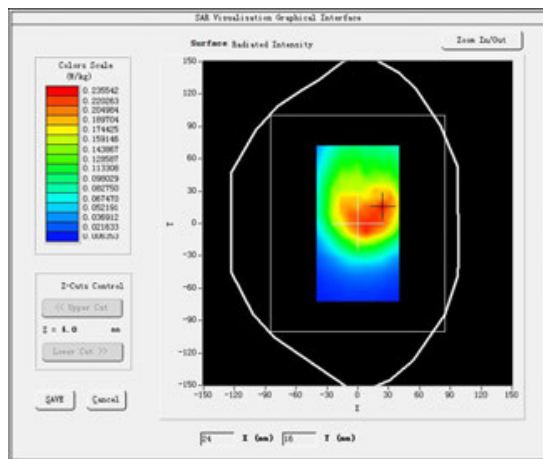 SAR Visualisation Graphical Interface
Surface Radiated Intensity
Zoom In/Out
Colors Scale
(W/kg)
0.235542
0.220263
0.204984
0.189704
0.174425
0.159146
0.143867
0.128587
0.113308
0.098029
0.082750
0.067470
0.052191
0.036912
0.021633
0.006353
150
120
90
60
30
0
-30
-60
-90
-120
-150
Y
-150 -120 -90 -60 -30 0 30 60 90 120 150
X
Z-Cuts Control
<< Upper Cut
Z = 4.0 mm
Lower Cut >>
SAVE Cancel
24 X (mm) 16 Y (mm)